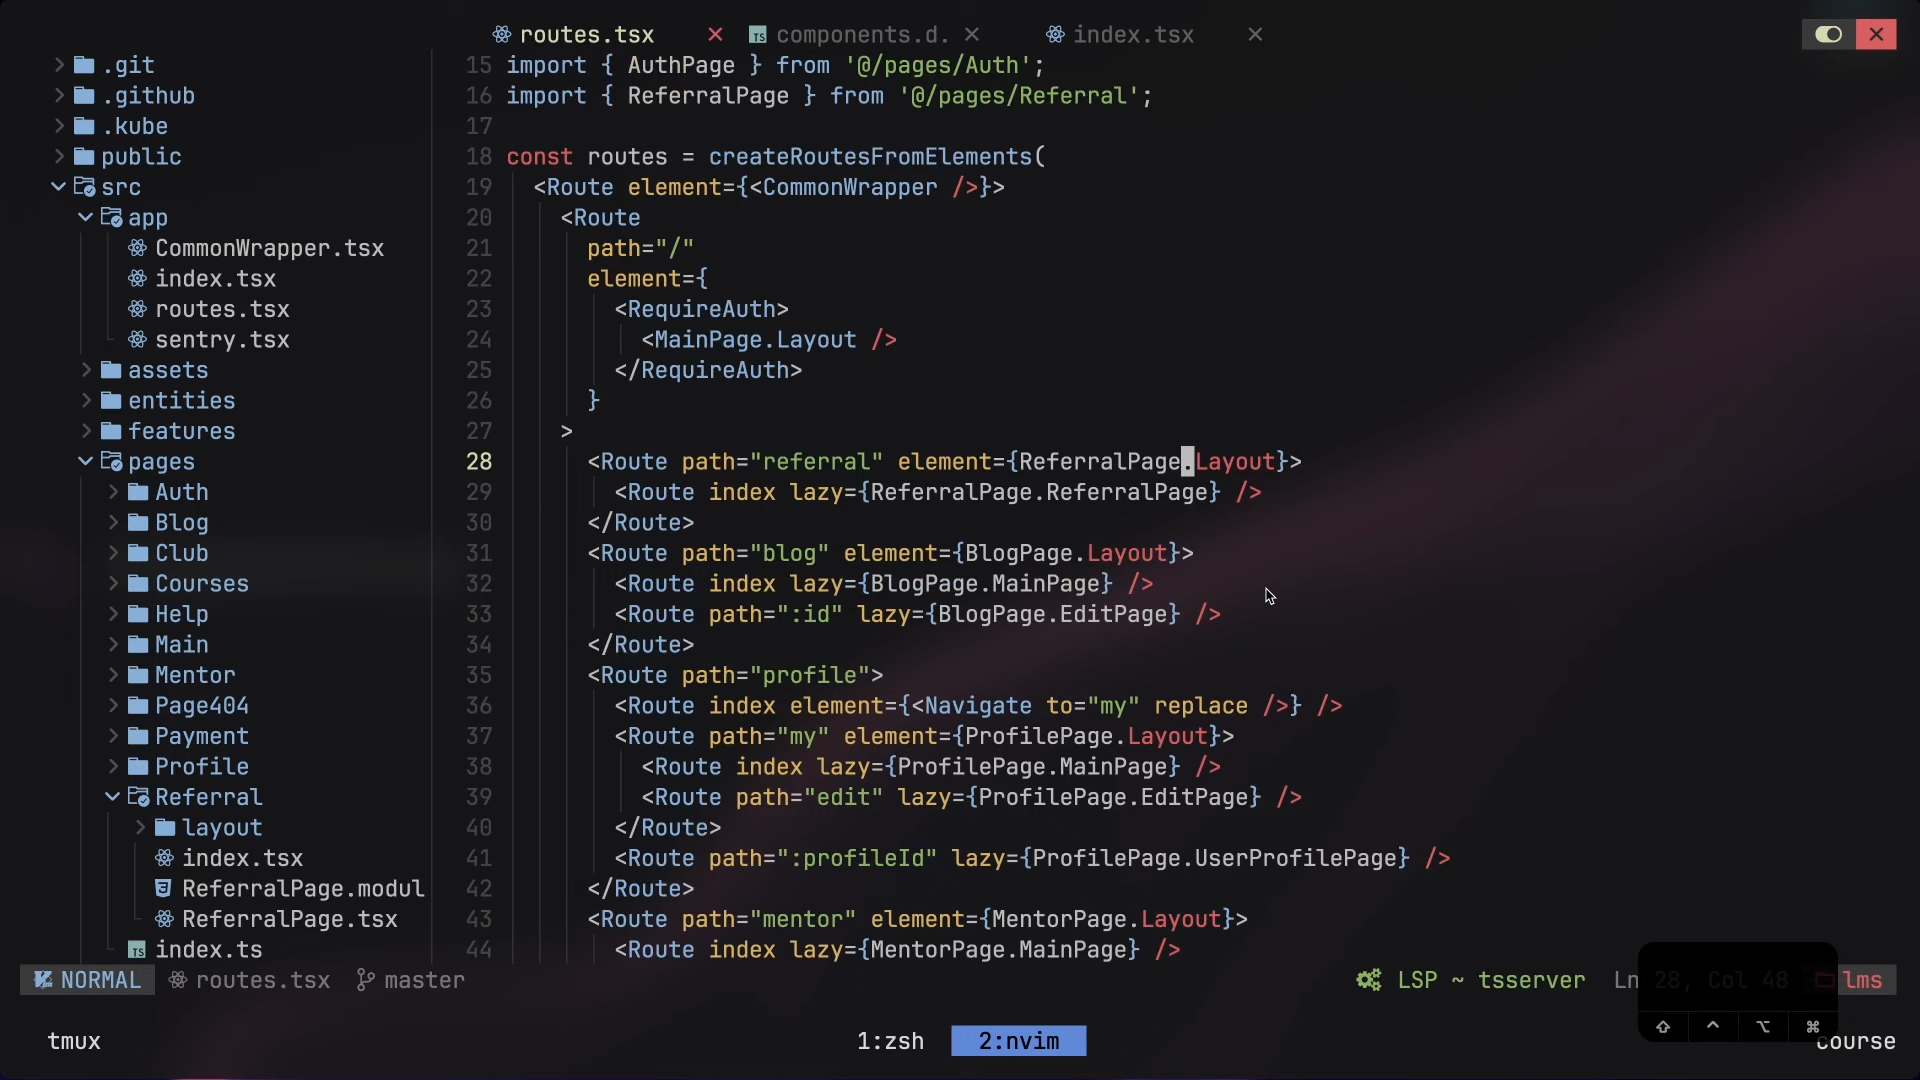 routes.tsx components.d. index.tsx
.git
.github
.kube
public
src
app
CommonWrapper.tsx
index.tsx
routes.tsx
sentry.tsx
assets
entities
features
pages
Auth
Blog
Club
Courses
Help
Main
Mentor
Page404
Payment
Profile
Referral
layout
index.tsx
ReferralPage.modul
ReferralPage.tsx
index.ts
15 import { AuthPage } from '@/pages/Auth';
16 import { ReferralPage } from '@/pages/Referral';
17
18 const routes = createRoutesFromElements(
19 <Route element={<CommonWrapper />}>
20 <Route
21 path="/"
22 element={
23 <RequireAuth>
24 <MainPage.Layout />
25 </RequireAuth>
26 }
27 >
28 <Route path="referral" element={ReferralPage.Layout}>
29 <Route index lazy={ReferralPage.ReferralPage} />
30 </Route>
31 <Route path="blog" element={BlogPage.Layout}>
32 <Route index lazy={BlogPage.MainPage} />
33 <Route path=":id" lazy={BlogPage.EditPage} />
34 </Route>
35 <Route path="profile">
36 <Route index element={<Navigate to="my" replace />} />
37 <Route path="my" element={ProfilePage.Layout}>
38 <Route index lazy={ProfilePage.MainPage} />
39 <Route path="edit" lazy={ProfilePage.EditPage} />
40 </Route>
41 <Route path=":profileId" lazy={ProfilePage.UserProfilePage} />
42 </Route>
43 <Route path="mentor" element={MentorPage.Layout}>
44 <Route index lazy={MentorPage.MainPage} />
NORMAL routes.tsx master LSP ~ tsserver Ln 28, Col 48 lms
tmux 1:zsh 2:nvim course